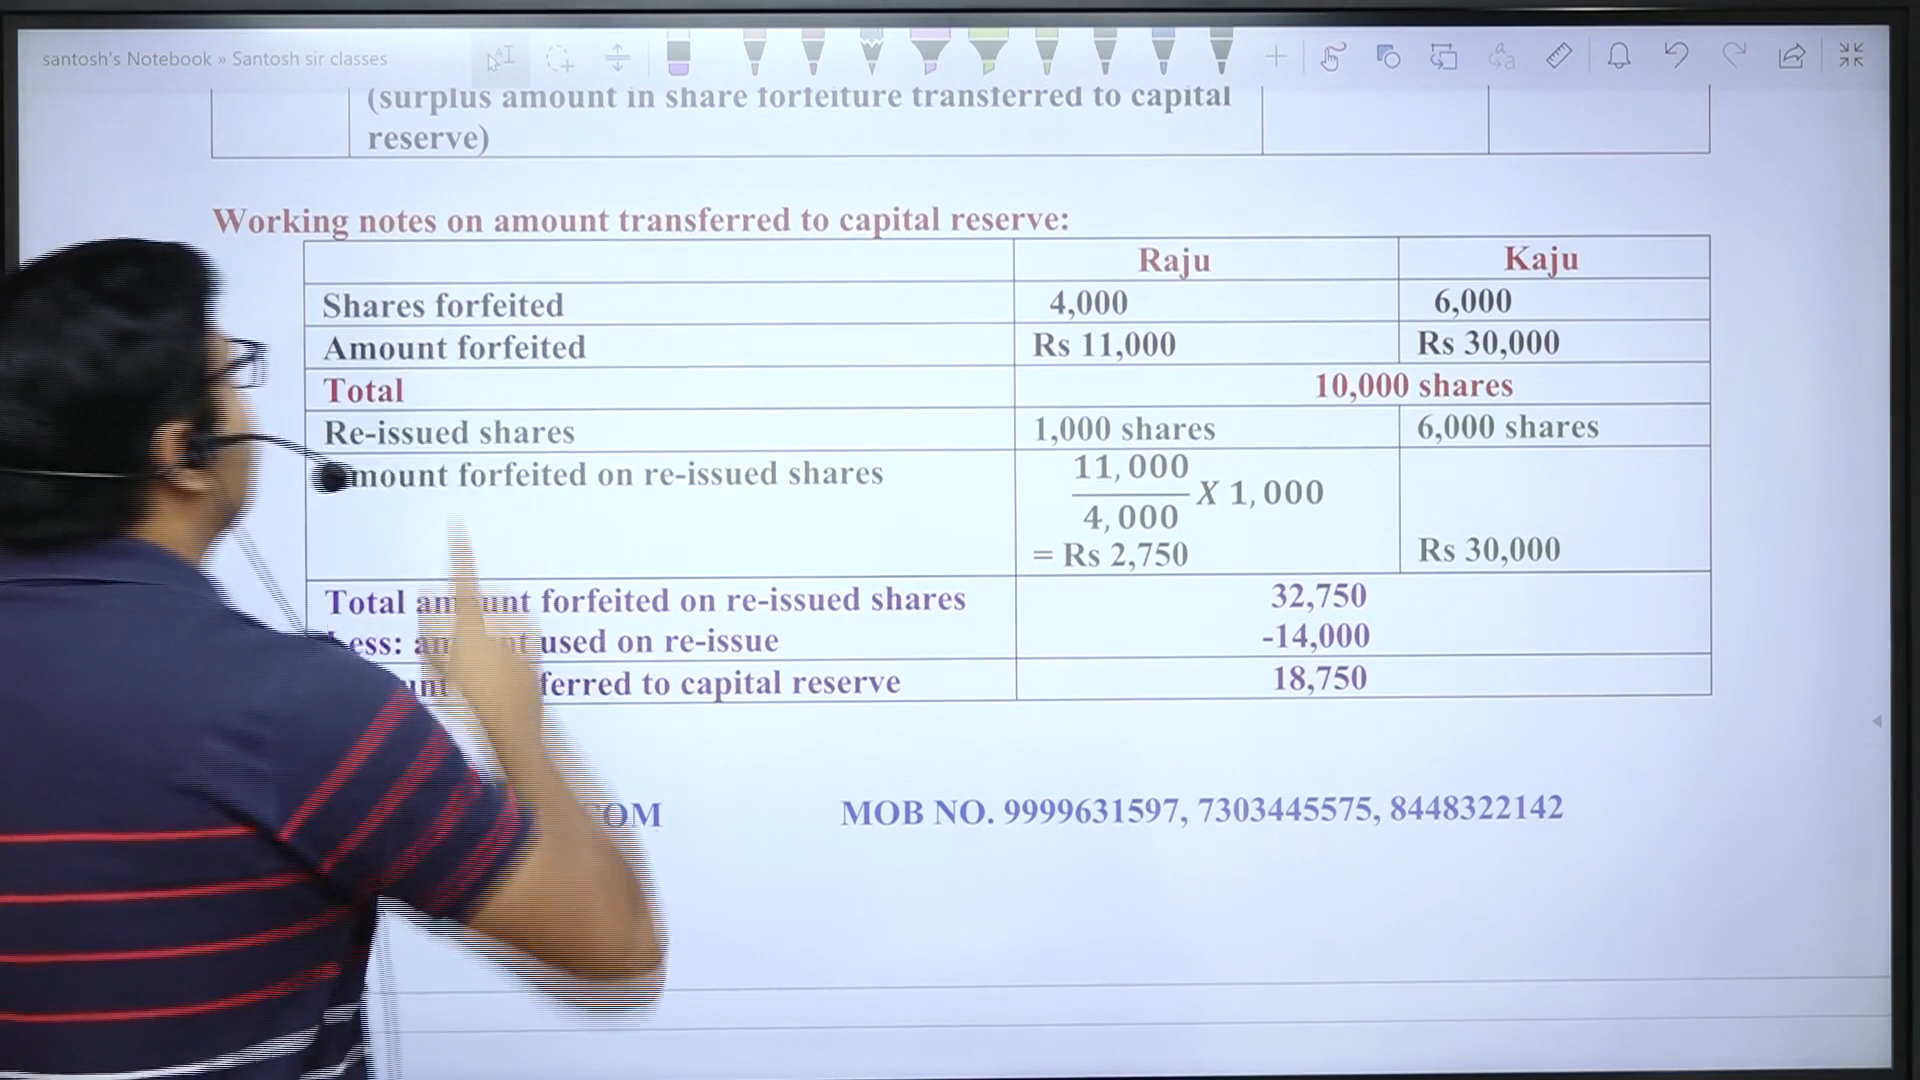 santosh's Notebook » Santosh sir classes
(surplus amount in share forfeiture transferred to capital
reserve)
Working notes on amount transferred to capital reserve:
Raju Kaju
Shares forfeited 4,000 6,000
Amount forfeited Rs 11,000 Rs 30,000
Total 10,000 shares
Re-issued shares 1,000 shares 6,000 shares
mount forfeited on re-issued shares 11,000
X 1,000
4,000
= Rs 2,750 Rs 30,000
Total am unt forfeited on re-issued shares 32,750
ess: am nt used on re-issue -14,000
unt ferred to capital reserve 18,750
COM MOB NO. 9999631597, 7303445575, 8448322142